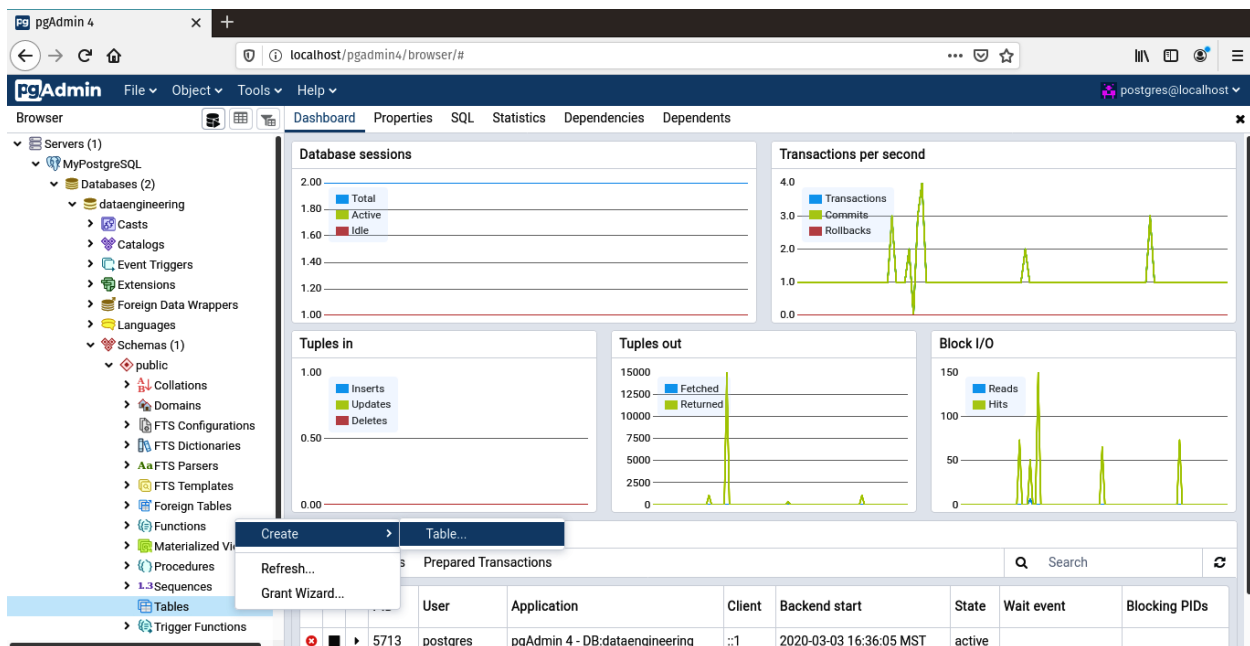 pgAdmin 4
localhost/pgadmin4/browser/#
pgAdmin File Object Tools Help postgres@localhost
Browser
Dashboard Properties SQL Statistics Dependencies Dependents
Servers (1)
MyPostgreSQL
Databases (2)
dataengineering
Casts
Catalogs
Event Triggers
Extensions
Foreign Data Wrappers
Languages
Schemas (1)
public
Collations
Domains
FTS Configurations
FTS Dictionaries
Aa FTS Parsers
FTS Templates
Foreign Tables
Functions
Materialized Vi
Procedures
1.3 Sequences
Tables
Trigger Functions
Create
Table...
Refresh...
Grant Wizard...
Database sessions
2.00
1.80
1.60
1.40
1.20
1.00
Total
Active
Idle
Transactions per second
4.0
3.0
2.0
1.0
0.0
Transactions
Commits
Rollbacks
Tuples in
1.00
0.50
0.00
Inserts
Updates
Deletes
Tuples out
15000
12500
10000
7500
5000
2500
0
Fetched
Returned
Block I/O
150
100
50
0
Reads
Hits
s Prepared Transactions
Search
User Application Client Backend start State Wait event Blocking PIDs
5713 postgres pgAdmin 4 - DB:dataengineering ::1 2020-03-03 16:36:05 MST active